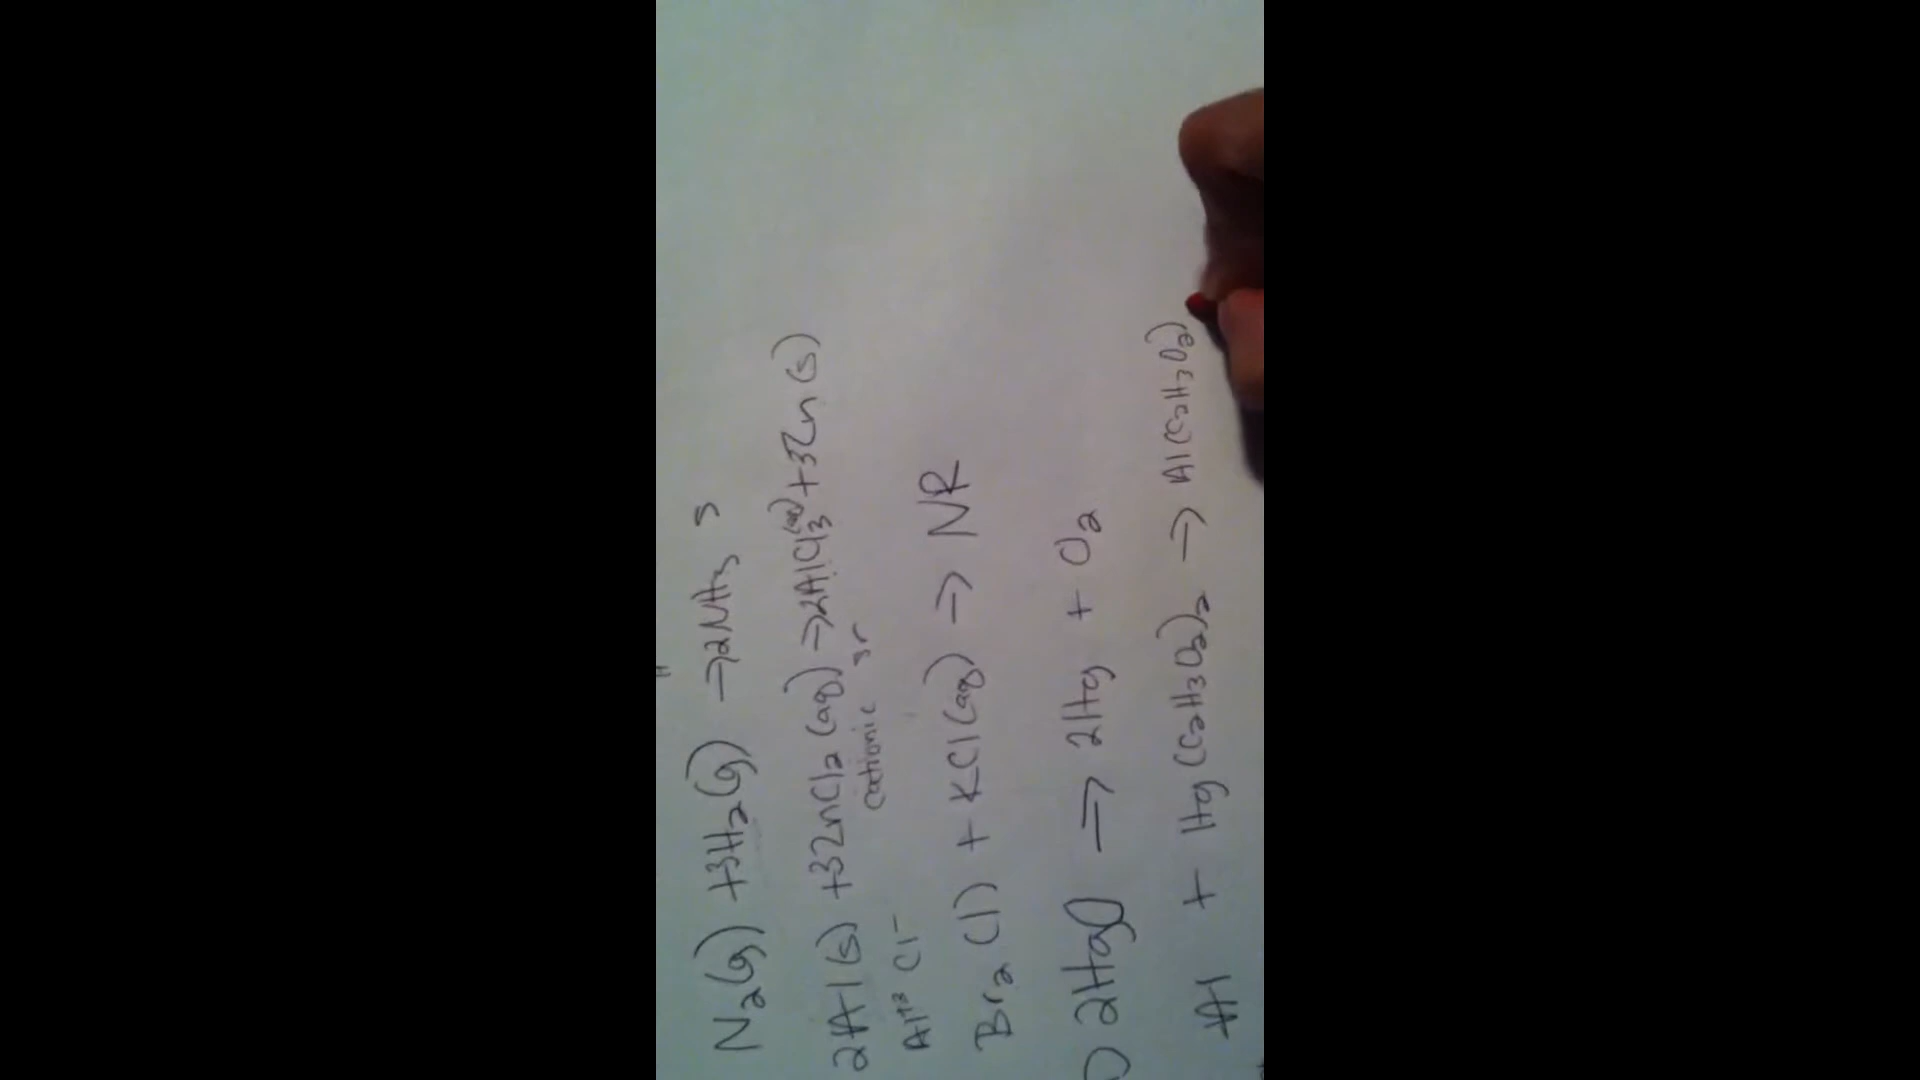 N2(g) + 3H2(g) → 2NH3 s
2Al(s) + 3ZnCl2(aq) → 2AlCl3(aq) + 3Zn(s)
cationic sr
Al+3 Cl-
Br2(l) + KCl(aq) → NR
) 2HgO → 2Hg + O2
Al + Hg(C2H3O2)2 → Al(C2H3O2)